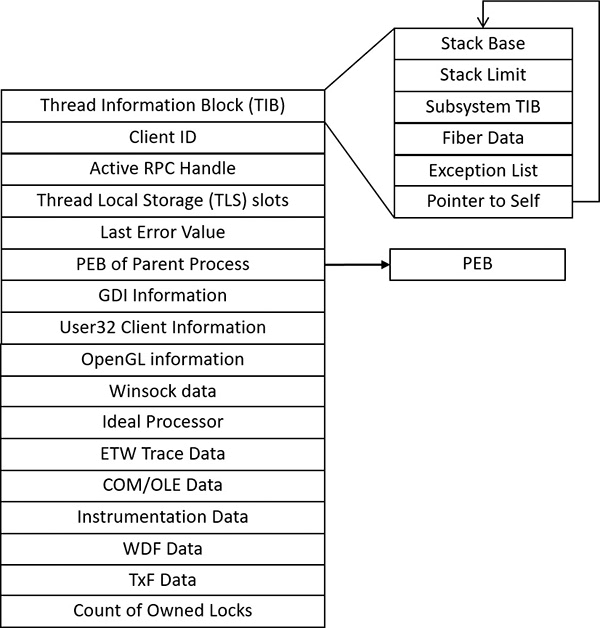 Thread Information Block (TIB)
Client ID
Active RPC Handle
Thread Local Storage (TLS) slots
Last Error Value
PEB of Parent Process
GDI Information
User32 Client Information
OpenGL information
Winsock data
Ideal Processor
ETW Trace Data
COM/OLE Data
Instrumentation Data
WDF Data
TxF Data
Count of Owned Locks
Stack Base
Stack Limit
Subsystem TIB
Fiber Data
Exception List
Pointer to Self
PEB